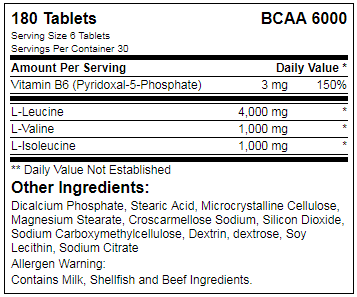 180 Tablets BCAA 6000
Serving Size 6 Tablets
Servings Per Container 30
Amount Per Serving Daily Value *
Vitamin B6 (Pyridoxal-5-Phosphate) 3 mg 150%
L-Leucine 4,000 mg *
L-Valine 1,000 mg *
L-Isoleucine 1,000 mg *
** Daily Value Not Established
Other Ingredients:
Dicalcium Phosphate, Stearic Acid, Microcrystalline Cellulose,
Magnesium Stearate, Croscarmellose Sodium, Silicon Dioxide,
Sodium Carboxymethylcellulose, Dextrin, dextrose, Soy
Lecithin, Sodium Citrate
Allergen Warning:
Contains Milk, Shellfish and Beef Ingredients.